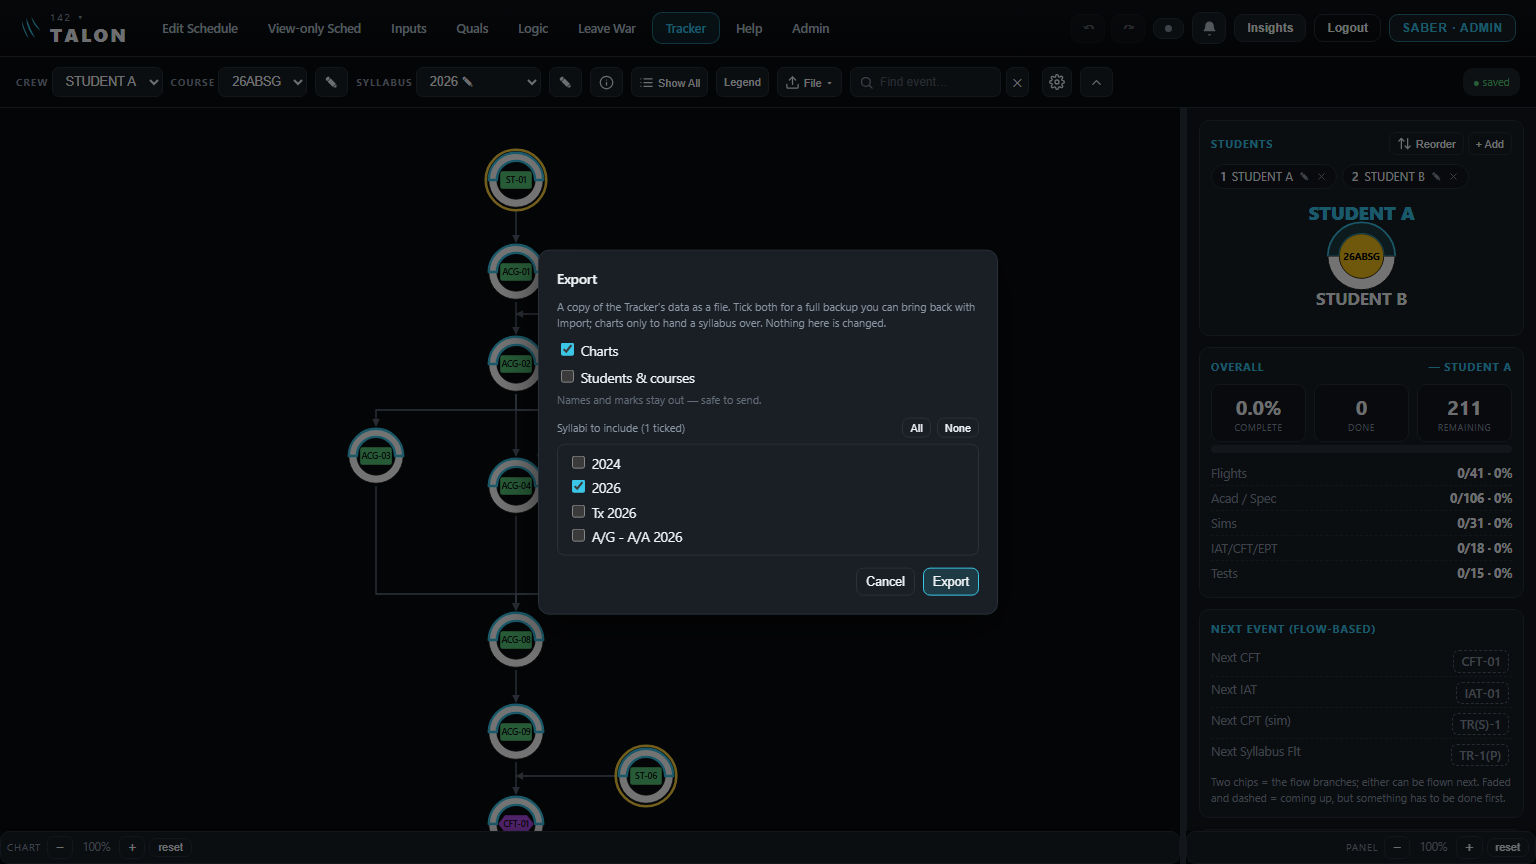 142
TALON
Edit Schedule
View-only Sched
Inputs
Quals
Logic
Leave War
Tracker
Help
Admin
Insights
Logout
SABER · ADMIN
CREW
STUDENT A
COURSE
26ABSG
SYLLABUS
2026
Show All
Legend
File
Find event...
saved
ST-01
ACG-01
ACG-02
ACG-03
ACG-04
ACG-08
ACG-09
ST-06
CFT-01
Export
A copy of the Tracker's data as a file. Tick both for a full backup you can bring back with
Import; charts only to hand a syllabus over. Nothing here is changed.
Charts
Students & courses
Names and marks stay out — safe to send.
Syllabi to include (1 ticked)
All
None
2024
2026
Tx 2026
A/G - A/A 2026
Cancel
Export
STUDENTS
Reorder
+ Add
1 STUDENT A
2 STUDENT B
STUDENT A
26ABSG
STUDENT B
OVERALL
— STUDENT A
0.0%
COMPLETE
0
DONE
211
REMAINING
Flights 0/41 · 0%
Acad / Spec 0/106 · 0%
Sims 0/31 · 0%
IAT/CFT/EPT 0/18 · 0%
Tests 0/15 · 0%
NEXT EVENT (FLOW-BASED)
Next CFT CFT-01
Next IAT IAT-01
Next CPT (sim) TR(S)-1
Next Syllabus Flt TR-1(P)
Two chips = the flow branches; either can be flown next. Faded
and dashed = coming up, but something has to be done first.
CHART − 100% + reset
PANEL − 100% + reset